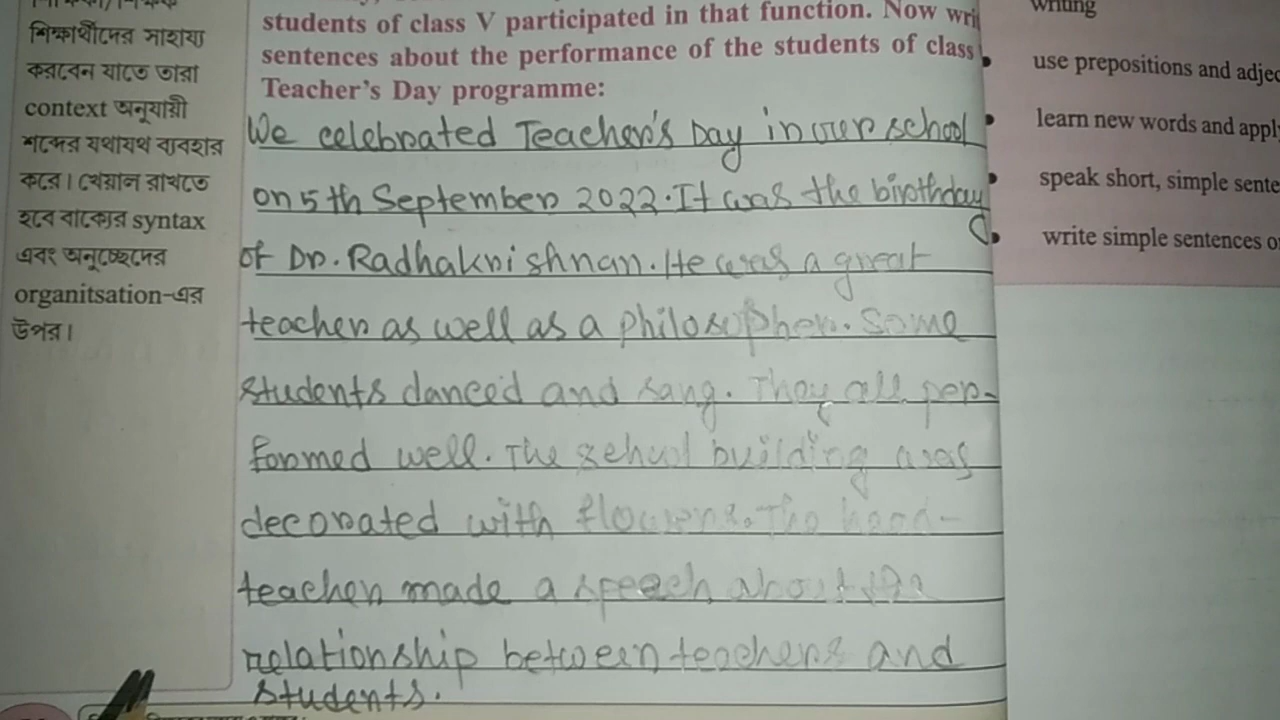 শিক্ষার্থীদের সাহায্য
করবেন যাতে তারা
context অনুযায়ী
শব্দের যথাযথ ব্যবহার
করে। খেয়াল রাখতে
হবে বাক্যের syntax
এবং অনুচ্ছেদের
organitsation-এর
উপর।
students of class V participated in that function. Now wri
sentences about the performance of the students of class
Teacher's Day programme:
We celebrated Teacher's Day in our school
on 5th September 2022. It was the birthday
of Dr. Radhakrishnan. He was a great
teacher as well as a philosopher. Some
students danced and sang. They all per-
formed well. The school building was
decorated with flowers. The head-
teacher made a speech about the
relationship between teachers and
students.
writing
use prepositions and adjec
learn new words and appl
speak short, simple sente
write simple sentences o